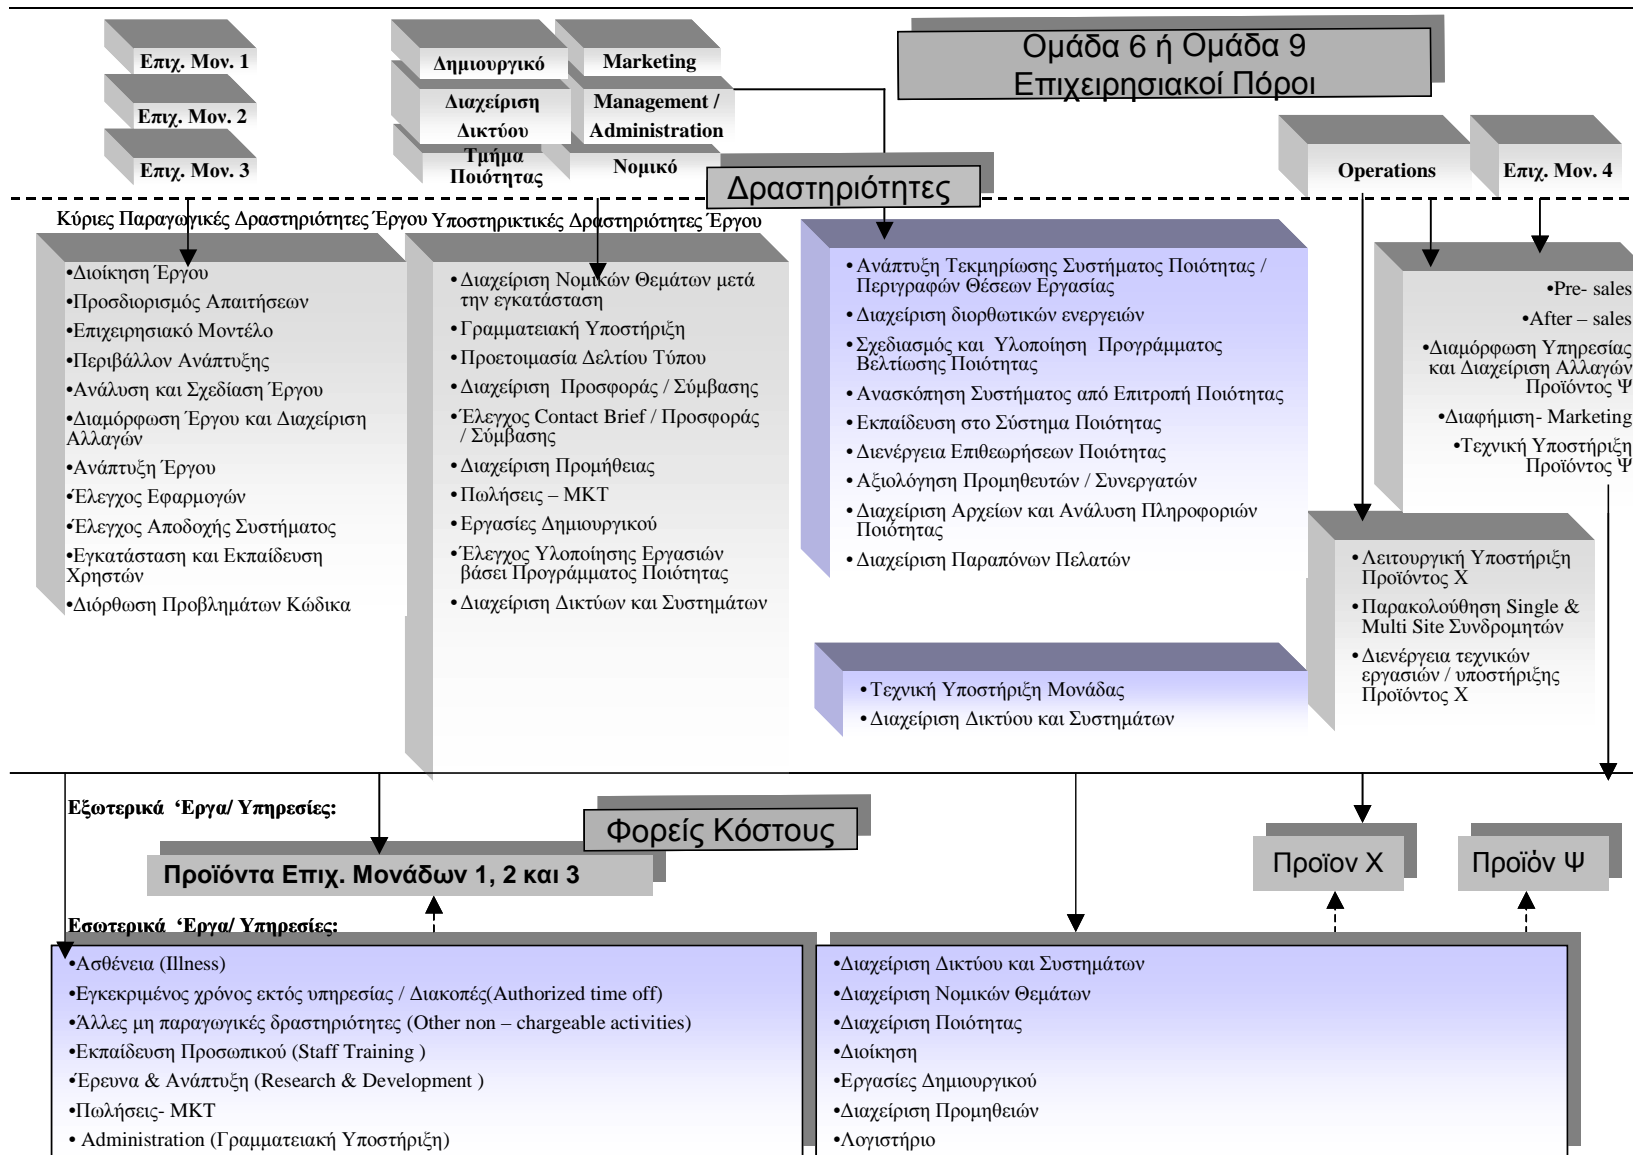 Ομάδα 6 ή Ομάδα 9
Επιχειρησιακοί Πόροι
Επιχ. Μον. 1
Επιχ. Μον. 2
Επιχ. Μον. 3
Δημιουργικό
Marketing
Διαχείριση
Δικτύου
Management /
Administration
Τμήμα
Ποιότητας
Νομικό
Operations
Επιχ. Μον. 4
Δραστηριότητες
Κύριες Παραγωγικές Δραστηριότητες Έργου
•Διοίκηση Έργου
•Προσδιορισμός Απαιτήσεων
•Επιχειρησιακό Μοντέλο
•Περιβάλλον Ανάπτυξης
•Ανάλυση και Σχεδίαση Έργου
•Διαμόρφωση Έργου και Διαχείριση
Αλλαγών
•Ανάπτυξη Έργου
•Έλεγχος Εφαρμογών
•Έλεγχος Αποδοχής Συστήματος
•Εγκατάσταση και Εκπαίδευση
Χρηστών
•Διόρθωση Προβλημάτων Κώδικα
Υποστηρικτικές Δραστηριότητες Έργου
•Διαχείριση Νομικών Θεμάτων μετά
την εγκατάσταση
•Γραμματειακή Υποστήριξη
•Προετοιμασία Δελτίου Τύπου
•Διαχείριση Προσφοράς / Σύμβασης
•Έλεγχος Contact Brief / Προσφοράς
/ Σύμβασης
•Διαχείριση Προμήθειας
•Πωλήσεις – MKT
•Εργασίες Δημιουργικού
•Έλεγχος Υλοποίησης Εργασιών
βάσει Προγράμματος Ποιότητας
•Διαχείριση Δικτύων και Συστημάτων
•Ανάπτυξη Τεκμηρίωσης Συστήματος Ποιότητας /
Περιγραφών Θέσεων Εργασίας
•Διαχείριση διορθωτικών ενεργειών
•Σχεδιασμός και Υλοποίηση Προγράμματος
Βελτίωσης Ποιότητας
•Ανασκόπηση Συστήματος από Επιτροπή Ποιότητας
•Εκπαίδευση στο Σύστημα Ποιότητας
•Διενέργεια Επιθεωρήσεων Ποιότητας
•Αξιολόγηση Προμηθευτών / Συνεργατών
•Διαχείριση Αρχείων και Ανάλυση Πληροφοριών
Ποιότητας
•Διαχείριση Παραπόνων Πελατών
•Τεχνική Υποστήριξη Μονάδας
•Διαχείριση Δικτύου και Συστημάτων
•Pre- sales
•After – sales
•Διαμόρφωση Υπηρεσίας
και Διαχείριση Αλλαγών
Προϊόντος Ψ
•Διαφήμιση- Marketing
•Τεχνική Υποστήριξη
Προϊόντος Ψ
•Λειτουργική Υποστήριξη
Προϊόντος Χ
•Παρακολούθηση Single &
Multi Site Συνδρομητών
•Διενέργεια τεχνικών
εργασιών / υποστήριξης
Προϊόντος Χ
Εξωτερικά ‘Εργα/ Υπηρεσίες:
Φορείς Κόστους
Προϊόντα Επιχ. Μονάδων 1, 2 και 3
Προϊον Χ
Προϊόν Ψ
Εσωτερικά ‘Εργα/ Υπηρεσίες:
•Ασθένεια (Illness)
•Εγκεκριμένος χρόνος εκτός υπηρεσίας / Διακοπές(Authorized time off)
•Άλλες μη παραγωγικές δραστηριότητες (Other non – chargeable activities)
•Εκπαίδευση Προσωπικού (Staff Training )
•Έρευνα & Ανάπτυξη (Research & Development )
•Πωλήσεις- MKT
• Administration (Γραμματειακή Υποστήριξη)
•Διαχείριση Δικτύου και Συστημάτων
•Διαχείριση Νομικών Θεμάτων
•Διαχείριση Ποιότητας
•Διοίκηση
•Εργασίες Δημιουργικού
•Διαχείριση Προμηθειών
•Λογιστήριο